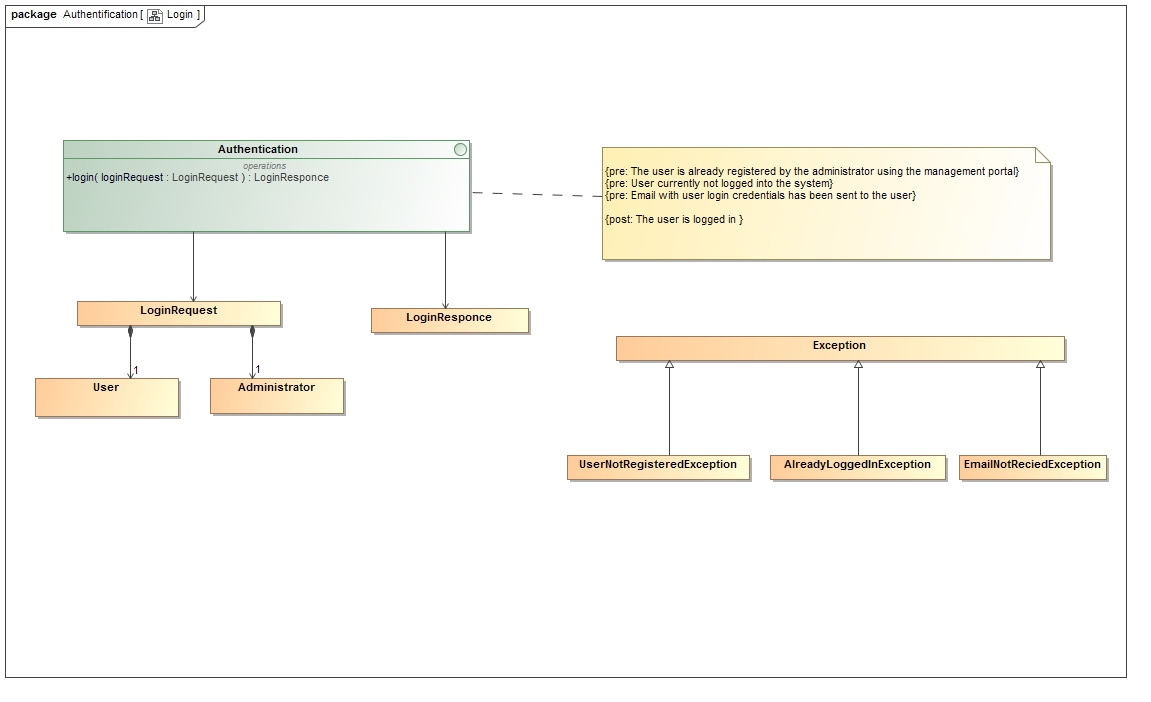 package Authentification [ Login ]
Authentication
operations
+login( loginRequest : LoginRequest ) : LoginResponce
{pre: The user is already registered by the administrator using the management portal}
{pre: User currently not logged into the system}
{pre: Email with user login credentials has been sent to the user}
{post: The user is logged in }
LoginRequest
LoginResponce
1
1
User
Administrator
Exception
UserNotRegisteredException
AlreadyLoggedInException
EmailNotReciedException